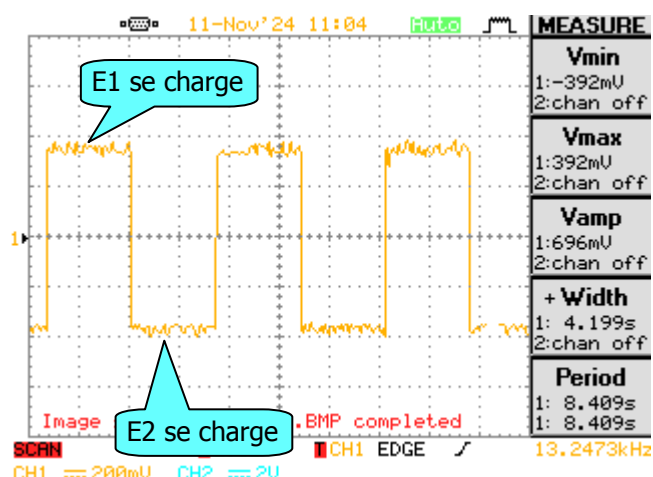 11-Nov'24 11:04 Auto MEASURE
E1 se charge
Vmin
1:-392mV
2:chan off
Vmax
1:392mV
2:chan off
Vamp
1:696mV
2:chan off
+ Width
1: 4.199s
2:chan off
Period
1: 8.409s
1: 8.409s
1
Image .BMP completed
E2 se charge
SCAN T CH1 EDGE 13.2473kHz
CH1 200mV CH2 2V